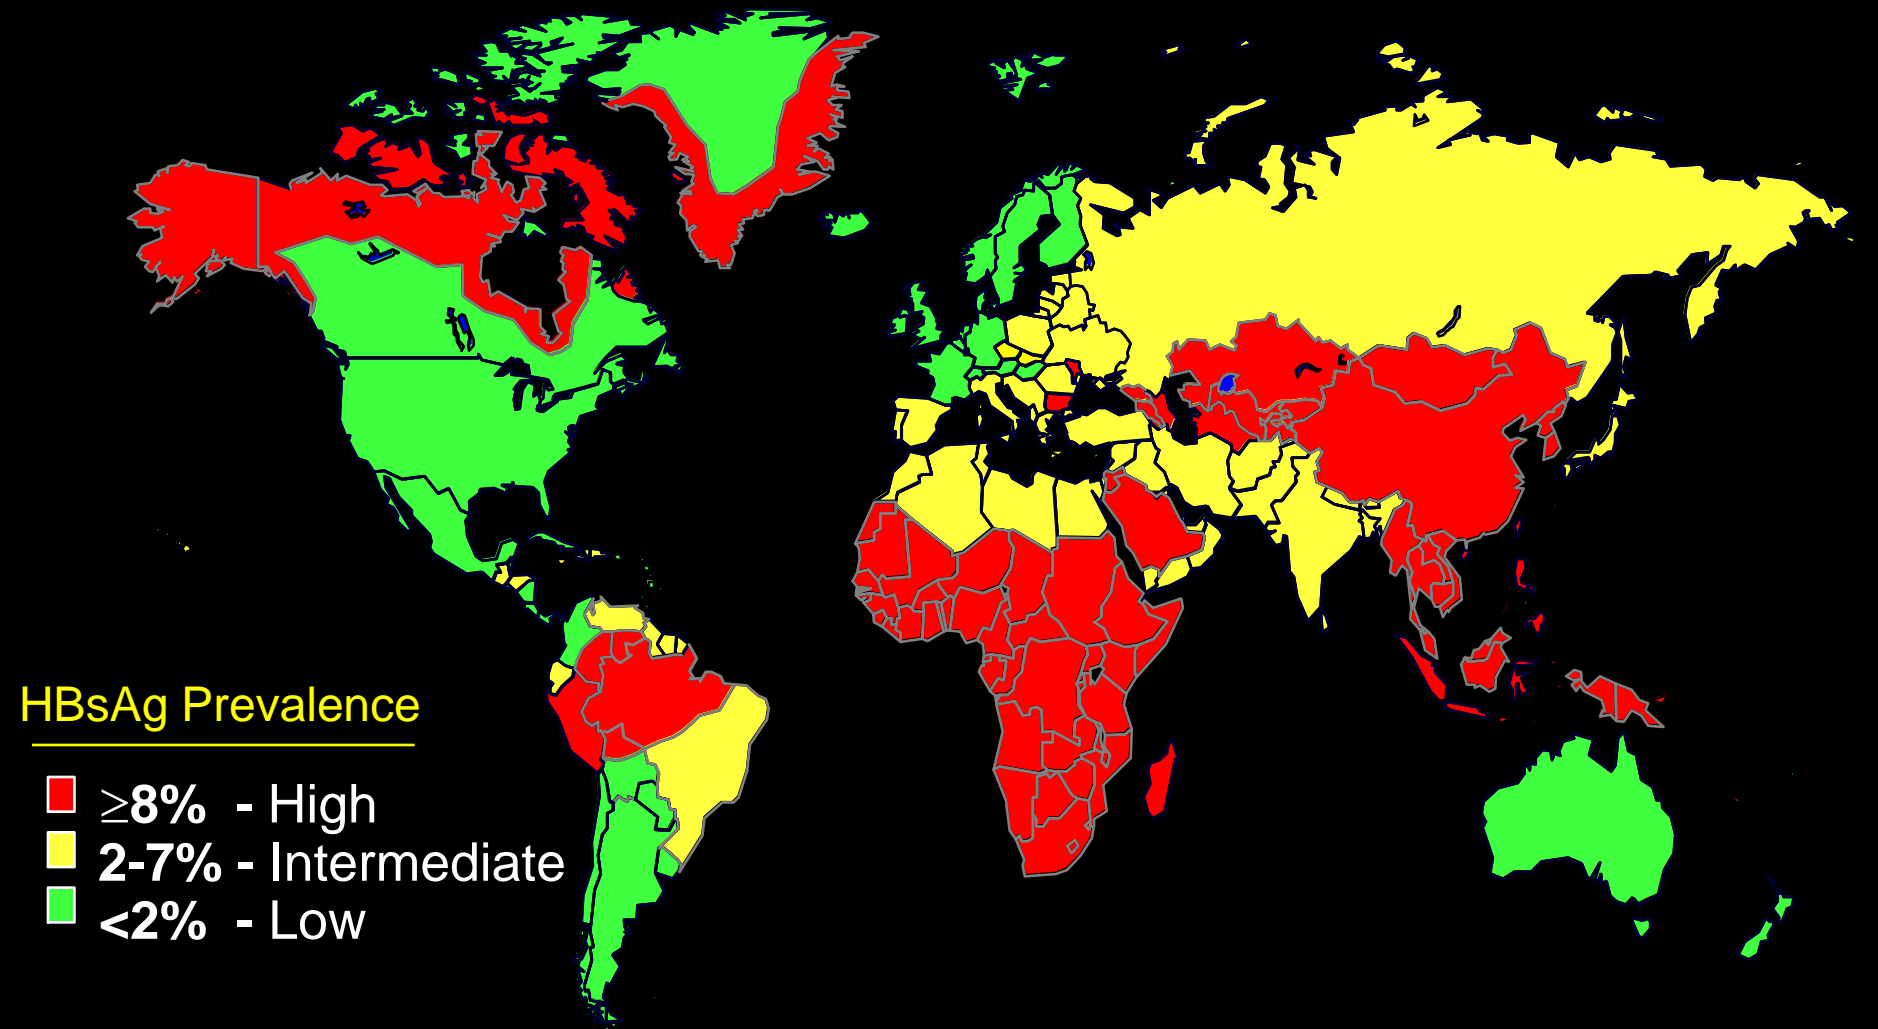 HBsAg Prevalence
≥8% - High
2-7% - Intermediate
<2% - Low